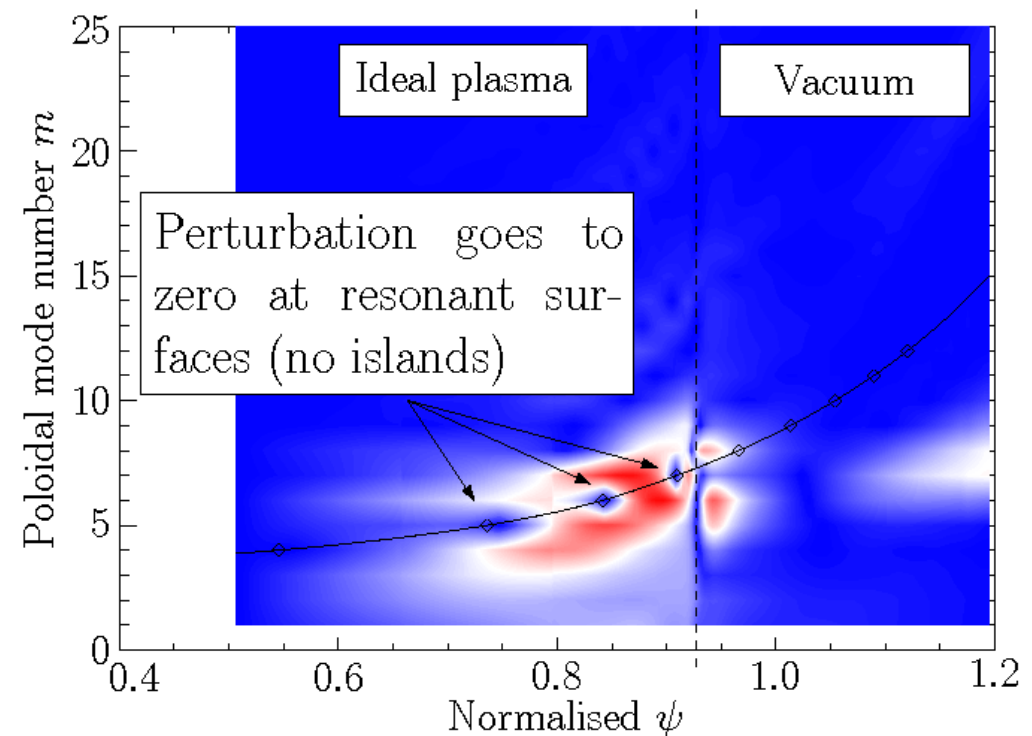 25
20
15
10
5
0
Poloidal mode number m
Ideal plasma
Vacuum
Perturbation goes to
zero at resonant sur-
faces (no islands)
0.4
0.6
0.8
1.0
1.2
Normalised ψ